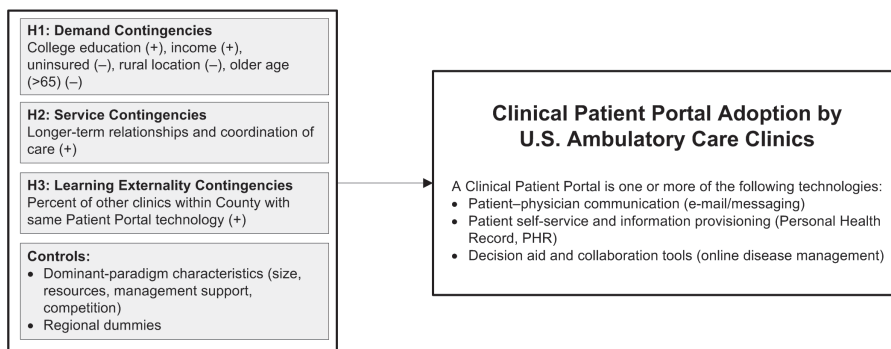 H1: Demand Contingencies
College education (+), income (+),
uninsured (–), rural location (–), older age
(>65) (–)
H2: Service Contingencies
Longer-term relationships and coordination of
care (+)
H3: Learning Externality Contingencies
Percent of other clinics within County with
same Patient Portal technology (+)
Controls:
• Dominant-paradigm characteristics (size,
resources, management support,
competition)
• Regional dummies
Clinical Patient Portal Adoption by
U.S. Ambulatory Care Clinics
A Clinical Patient Portal is one or more of the following technologies:
• Patient–physician communication (e-mail/messaging)
• Patient self-service and information provisioning (Personal Health
Record, PHR)
• Decision aid and collaboration tools (online disease management)